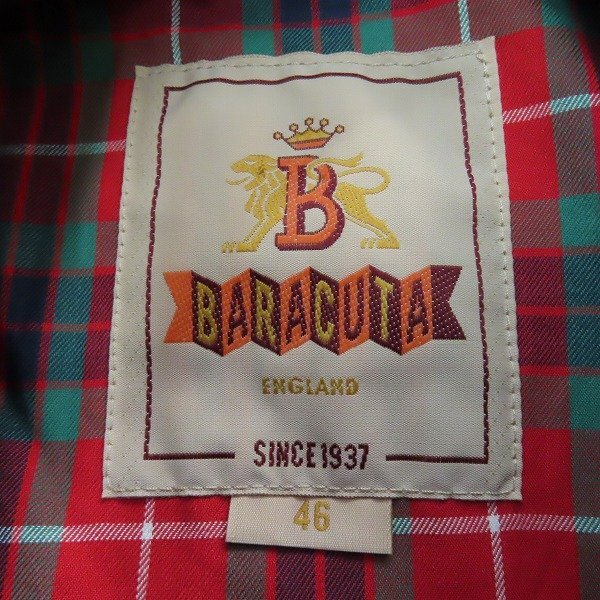 B
BARACUTA
ENGLAND
SINCE 1937
46